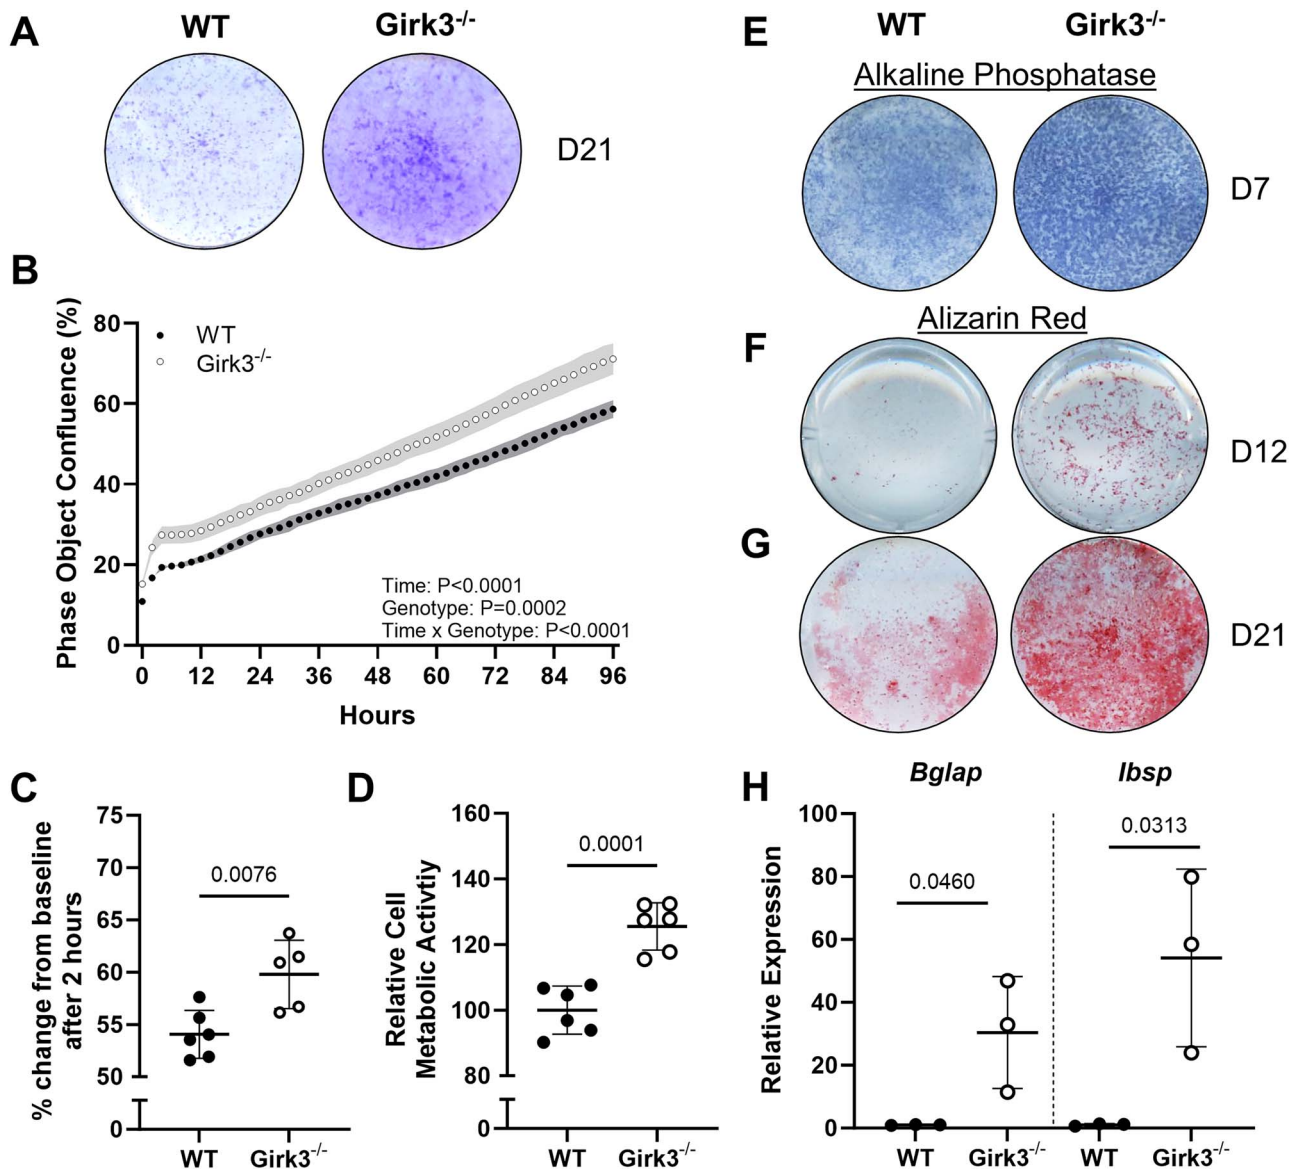 A
WT
Girk3-/-
D21
B
Phase Object Confluence (%)
80
60
40
20
0
WT
Girk3-/-
Time: P<0.0001
Genotype: P=0.0002
Time x Genotype: P<0.0001
0 12 24 36 48 60 72 84 96
Hours
C
% change from baseline
after 2 hours
75
70
65
60
55
50
0
0.0076
WT Girk3-/-
D
Relative Cell
Metabolic Activtiy
160
140
120
100
80
0
0.0001
WT Girk3-/-
E
WT
Girk3-/-
Alkaline Phosphatase
D7
Alizarin Red
F
D12
G
D21
H
Bglap
Ibsp
Relative Expression
100
80
60
40
20
0
0.0460
0.0313
WT Girk3-/- WT Girk3-/-